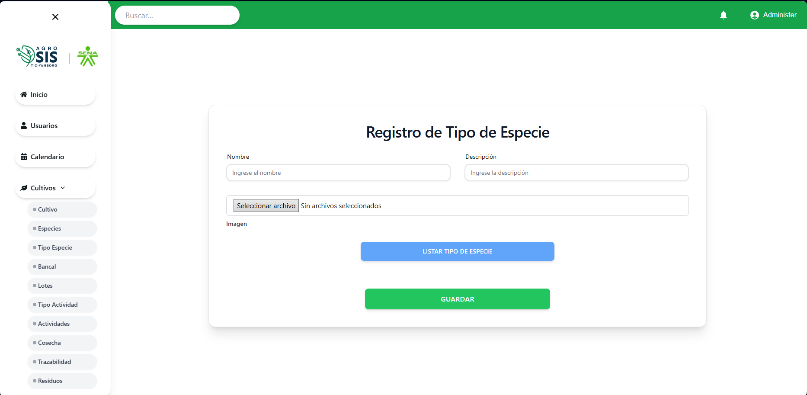 Buscar...
Administer
AGRO
SIS
SENA
Inicio
Usuarios
Calendario
Cultivos
Cultivo
Especies
Tipo Especie
Bancal
Lotes
Tipo Actividad
Actividades
Cosecha
Trazabilidad
Residuos
Registro de Tipo de Especie
Nombre
Descripción
Ingrese el nombre
Ingrese la descripción
Seleccionar archivo Sin archivos seleccionados
Imagen
LISTAR TIPO DE ESPECIE
GUARDAR